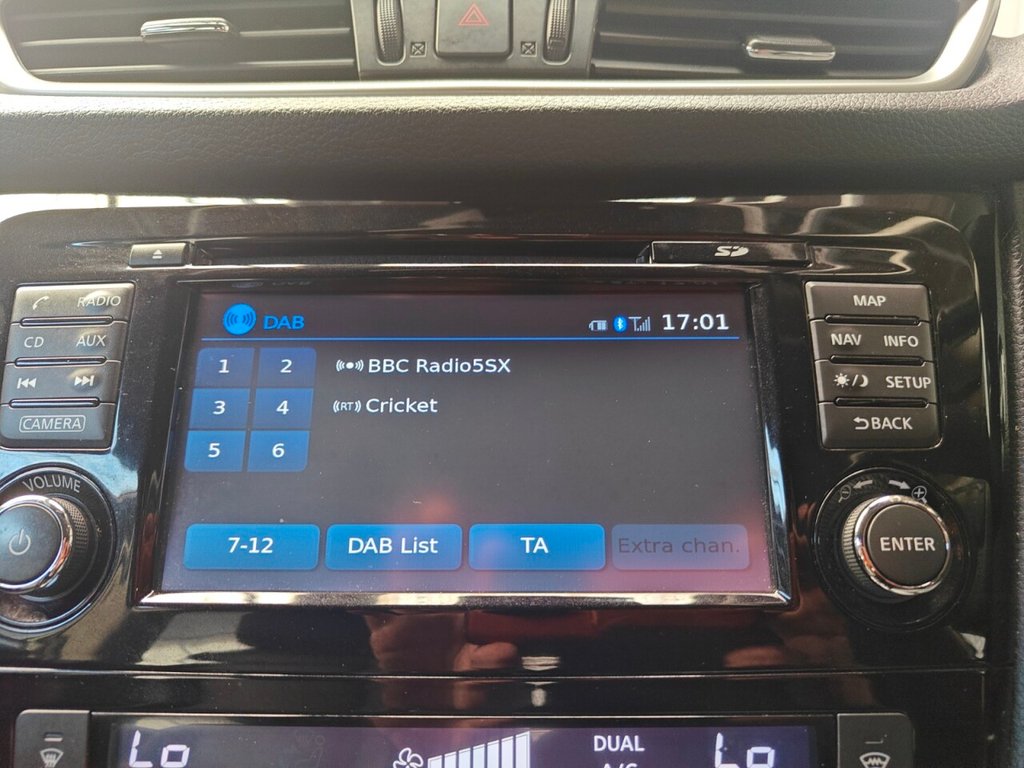 SD
RADIO
CD AUX
CAMERA
VOLUME
DAB
17:01
1 2
3 4
5 6
BBC Radio5SX
RT Cricket
7-12 DAB List TA Extra chan.
MAP
NAV INFO
SETUP
BACK
ENTER
Lo
DUAL
A/C
Lo